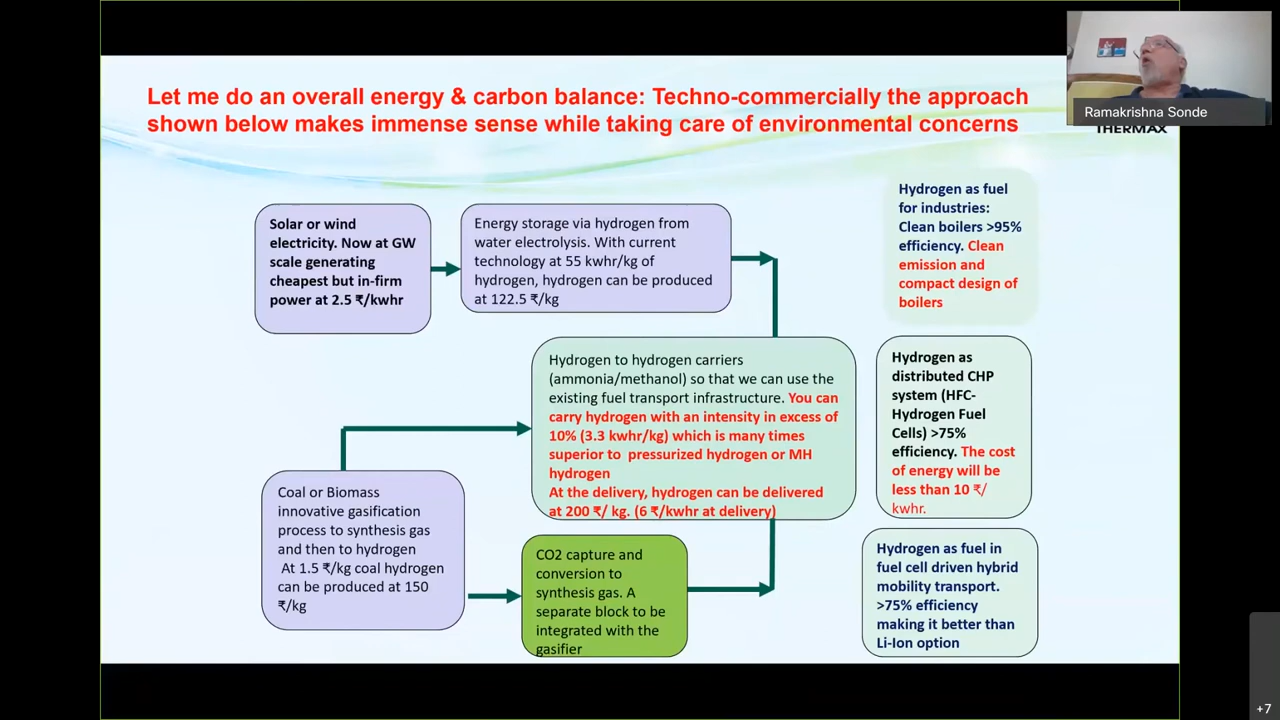 Let me do an overall energy & carbon balance: Techno-commercially the approach
shown below makes immense sense while taking care of environmental concerns
Ramakrishna Sonde
THERMAX
Solar or wind
electricity. Now at GW
scale generating
cheapest but in-firm
power at 2.5 ₹/kwhr
Energy storage via hydrogen from
water electrolysis. With current
technology at 55 kwhr/kg of
hydrogen, hydrogen can be produced
at 122.5 ₹/kg
Hydrogen as fuel
for industries:
Clean boilers >95%
efficiency. Clean
emission and
compact design of
boilers
Hydrogen to hydrogen carriers
(ammonia/methanol) so that we can use the
existing fuel transport infrastructure. You can
carry hydrogen with an intensity in excess of
10% (3.3 kwhr/kg) which is many times
superior to pressurized hydrogen or MH
hydrogen
At the delivery, hydrogen can be delivered
at 200 ₹/ kg. (6 ₹/kwhr at delivery)
Hydrogen as
distributed CHP
system (HFC-
Hydrogen Fuel
Cells) >75%
efficiency. The cost
of energy will be
less than 10 ₹/
kwhr.
Coal or Biomass
innovative gasification
process to synthesis gas
and then to hydrogen
At 1.5 ₹/kg coal hydrogen
can be produced at 150
₹/kg
CO2 capture and
conversion to
synthesis gas. A
separate block to be
integrated with the
gasifier
Hydrogen as fuel in
fuel cell driven hybrid
mobility transport.
>75% efficiency
making it better than
Li-Ion option
+7